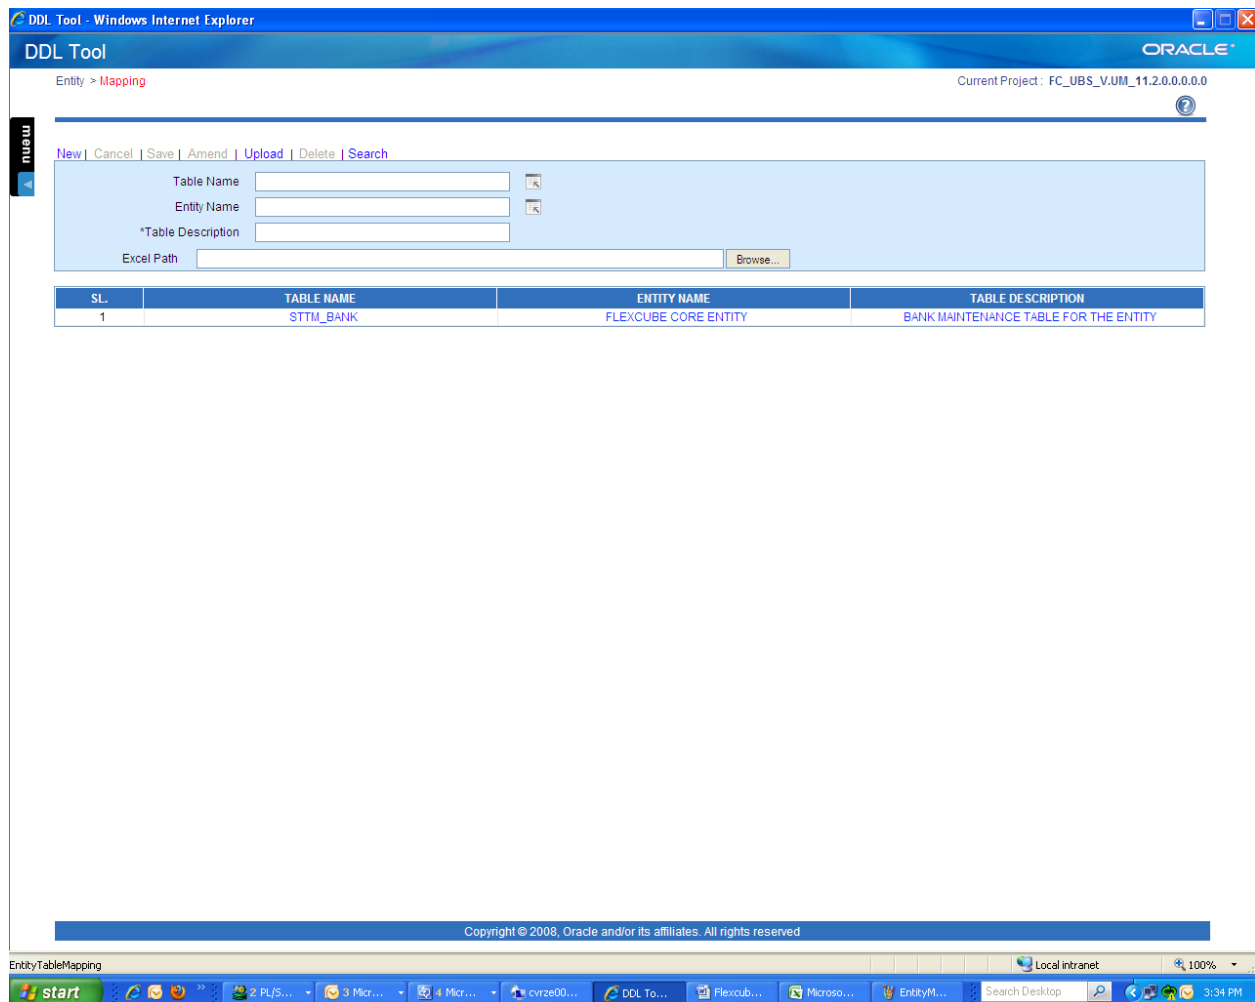 DDL Tool - Windows Internet Explorer
DDL Tool
ORACLE
Entity > Mapping
Current Project : FC_UBS_V.UM_11.2.0.0.0.0.0
menu
New | Cancel | Save | Amend | Upload | Delete | Search
Table Name
Entity Name
*Table Description
Excel Path Browse...
SL. TABLE NAME ENTITY NAME TABLE DESCRIPTION
1 STTM_BANK FLEXCUBE CORE ENTITY BANK MAINTENANCE TABLE FOR THE ENTITY
Copyright © 2008, Oracle and/or its affiliates. All rights reserved
EntityTableMapping Local intranet 100%
start 2 PL/S... 3 Micr... 4 Micr... cvrze00... DDL To... Flexcub... Microso... EntityM... Search Desktop 3:34 PM